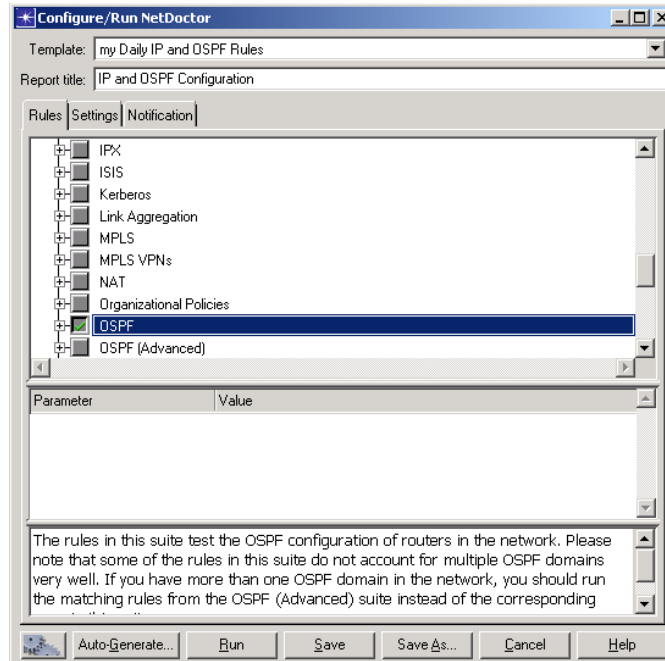 Configure/Run NetDoctor
Template: my Daily IP and OSPF Rules
Report title: IP and OSPF Configuration
Rules Settings Notification
IPX
ISIS
Kerberos
Link Aggregation
MPLS
MPLS VPNs
NAT
Organizational Policies
OSPF
OSPF (Advanced)
Parameter Value
The rules in this suite test the OSPF configuration of routers in the network. Please
note that some of the rules in this suite do not account for multiple OSPF domains
very well. If you have more than one OSPF domain in the network, you should run
the matching rules from the OSPF (Advanced) suite instead of the corresponding
Auto-Generate... Run Save Save As... Cancel Help